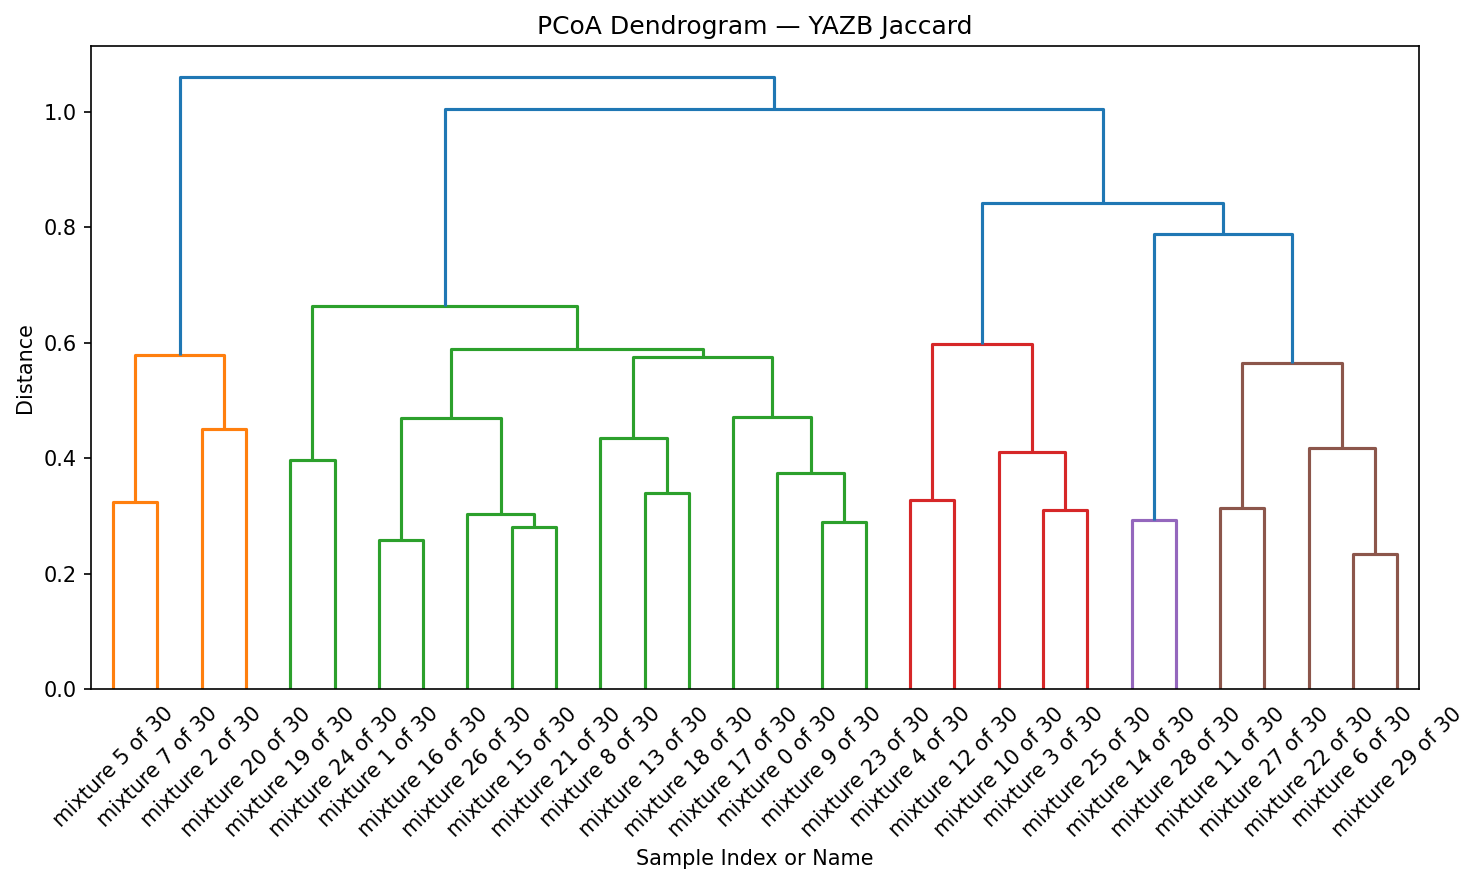 PCoA Dendrogram — YAZB Jaccard
1.0
0.8
0.6
0.4
0.2
0.0
Distance
mixture 5 of 30
mixture 7 of 30
mixture 2 of 30
mixture 20 of 30
mixture 19 of 30
mixture 24 of 30
mixture 1 of 30
mixture 16 of 30
mixture 26 of 30
mixture 15 of 30
mixture 21 of 30
mixture 8 of 30
mixture 13 of 30
mixture 18 of 30
mixture 17 of 30
mixture 0 of 30
mixture 9 of 30
mixture 23 of 30
mixture 4 of 30
mixture 12 of 30
mixture 10 of 30
mixture 3 of 30
mixture 25 of 30
mixture 14 of 30
mixture 28 of 30
mixture 11 of 30
mixture 27 of 30
mixture 22 of 30
mixture 6 of 30
mixture 29 of 30
Sample Index or Name